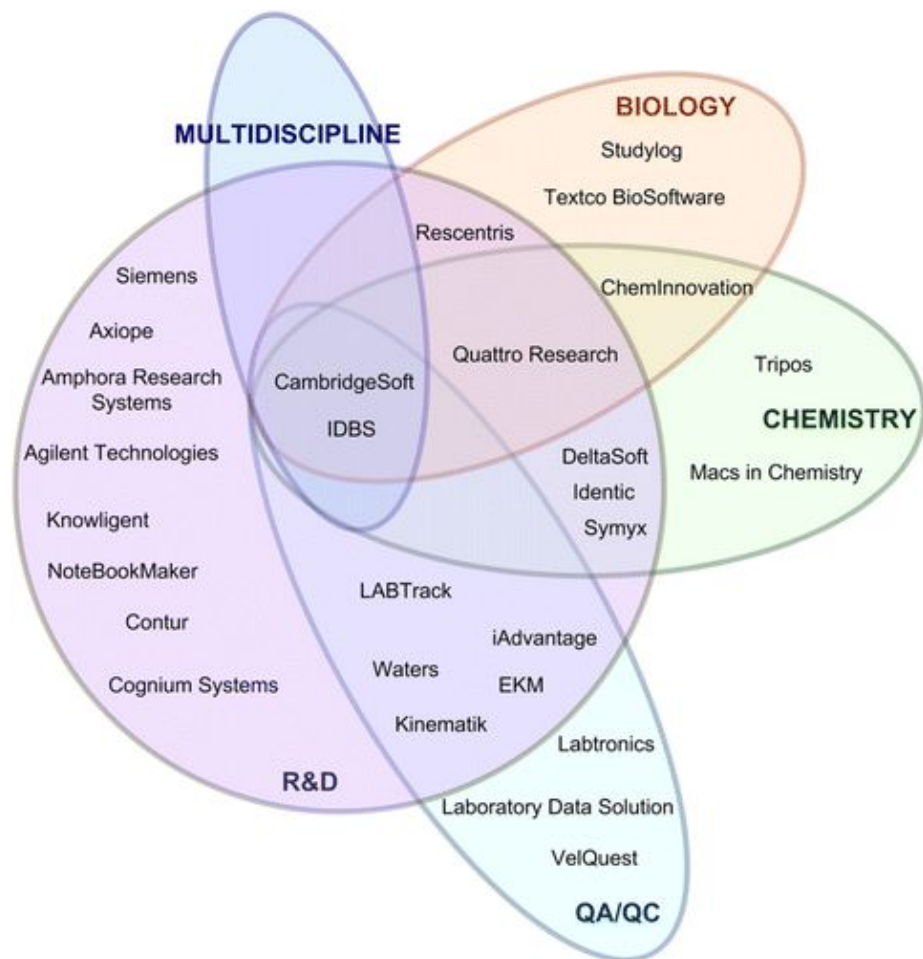 BIOLOGY
MULTIDISCIPLINE
Studylog
Textco BioSoftware
Rescentris
Siemens
ChemInnovation
Axiope
Quattro Research
Tripos
Amphora Research
Systems
CambridgeSoft
IDBS
CHEMISTRY
Agilent Technologies
DeltaSoft
Macs in Chemistry
Identic
Knowligent
Symyx
NoteBookMaker
LABTrack
Contur
iAdvantage
Waters
EKM
Cognium Systems
Kinematik
Labtronics
R&D
Laboratory Data Solution
VelQuest
QA/QC